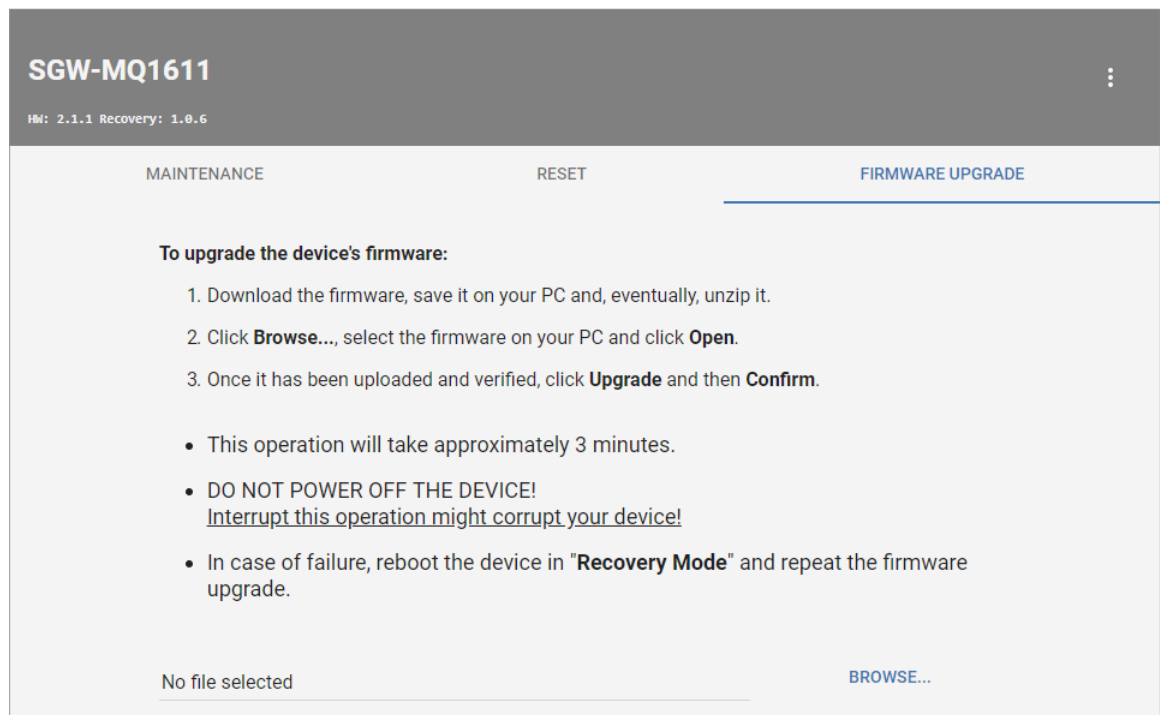 SGW-MQ1611
HW: 2.1.1 Recovery: 1.0.6
MAINTENANCE
RESET
FIRMWARE UPGRADE
To upgrade the device's firmware:
1. Download the firmware, save it on your PC and, eventually, unzip it.
2. Click Browse..., select the firmware on your PC and click Open.
3. Once it has been uploaded and verified, click Upgrade and then Confirm.
• This operation will take approximately 3 minutes.
• DO NOT POWER OFF THE DEVICE!
Interrupt this operation might corrupt your device!
• In case of failure, reboot the device in "Recovery Mode" and repeat the firmware
upgrade.
No file selected
BROWSE...